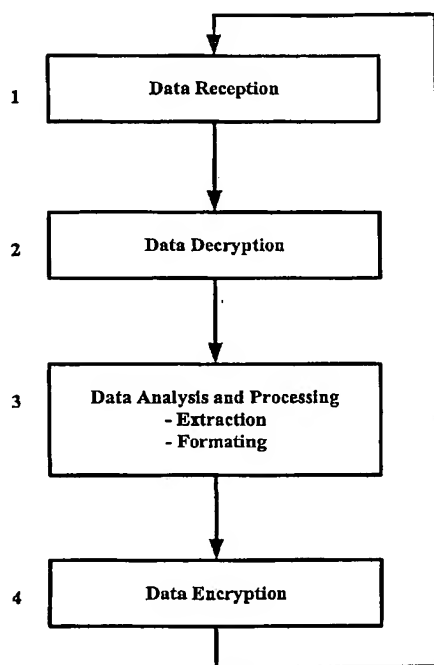 1
Data Reception
2
Data Decryption
3
Data Analysis and Processing
- Extraction
- Formating
4
Data Encryption